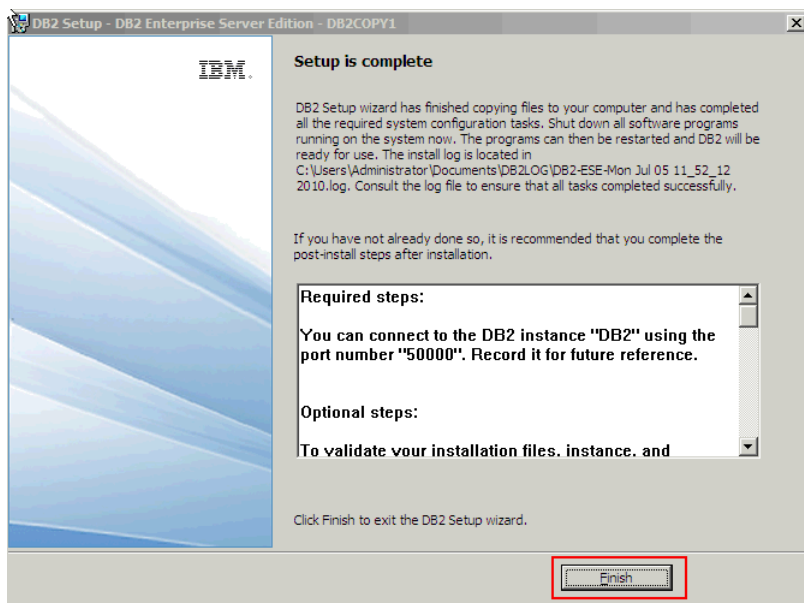 DB2 Setup - DB2 Enterprise Server Edition - DB2COPY1
IBM.
Setup is complete
DB2 Setup wizard has finished copying files to your computer and has completed
all the required system configuration tasks. Shut down all software programs
running on the system now. The programs can then be restarted and DB2 will be
ready for use. The install log is located in
C:\Users\Administrator\Documents\DB2LOG\DB2-ESE-Mon Jul 05 11_52_12
2010.log. Consult the log file to ensure that all tasks completed successfully.
If you have not already done so, it is recommended that you complete the
post-install steps after installation.
Required steps:
You can connect to the DB2 instance "DB2" using the
port number "50000". Record it for future reference.
Optional steps:
To validate your installation files, instance, and
Click Finish to exit the DB2 Setup wizard.
Finish